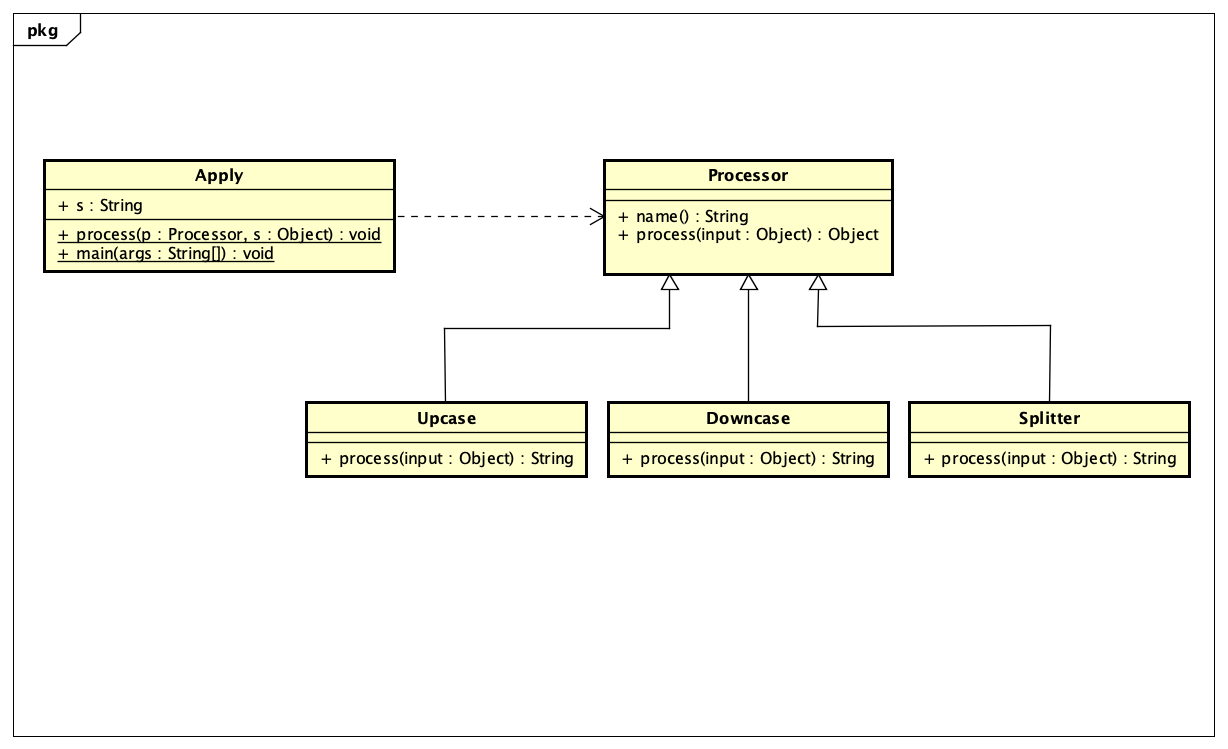 pkg
Apply
+ s : String
+ process(p : Processor, s : Object) : void
+ main(args : String[]) : void
Processor
+ name() : String
+ process(input : Object) : Object
Upcase
+ process(input : Object) : String
Downcase
+ process(input : Object) : String
Splitter
+ process(input : Object) : String